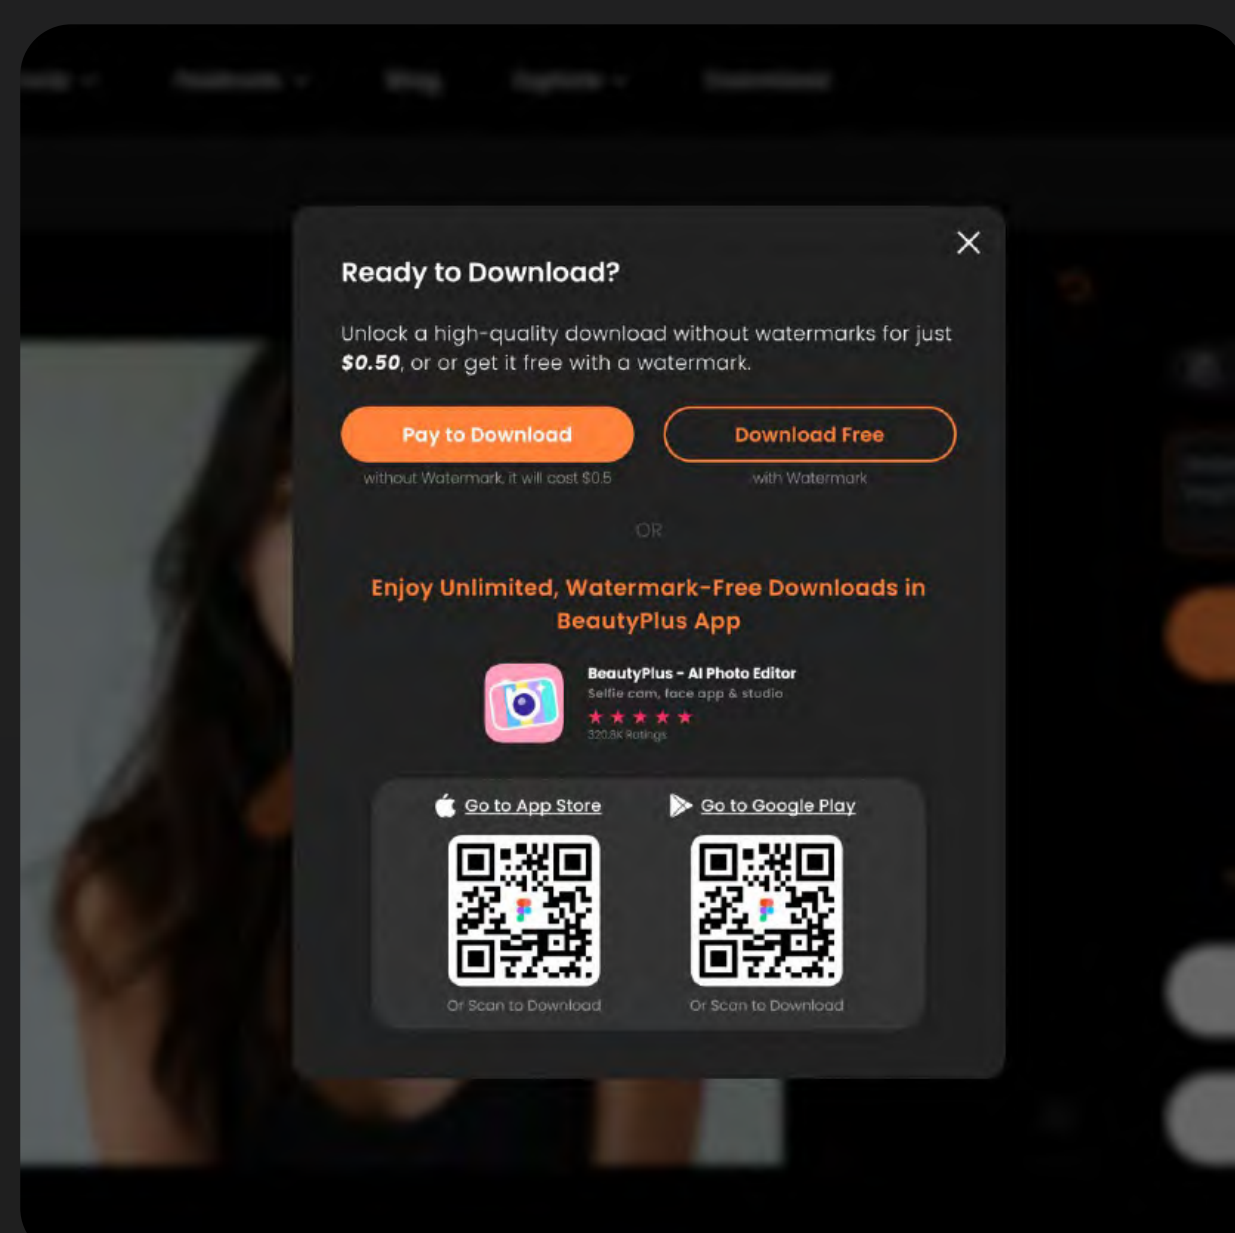 Ready to Download?
Unlock a high-quality download without watermarks for just
$0.50, or or get it free with a watermark.
Pay to Download
Download Free
without Watermark, it will cost $0.5
with Watermark
OR
Enjoy Unlimited, Watermark-Free Downloads in
BeautyPlus App
BeautyPlus - AI Photo Editor
Selfie cam, face app & studio
320.8K Ratings
Go to App Store
Go to Google Play
Or Scan to Download
Or Scan to Download